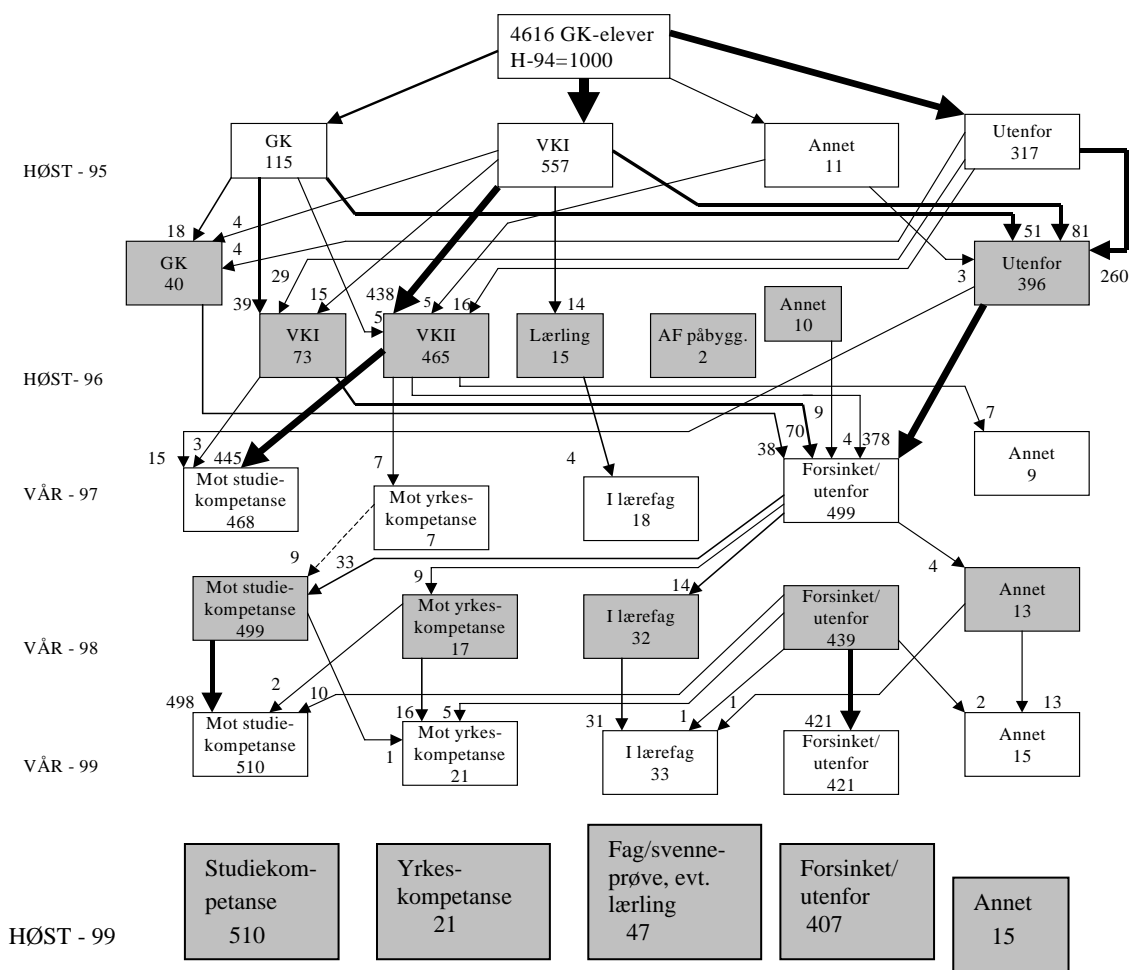 4616 GK-elever
H-94=1000
HØST - 95
GK
115
VKI
557
Annet
11
Utenfor
317
18
4
4
51
81
GK
40
39
29
15
438
5
5
16
14
3
Utenfor
396
260
HØST- 96
VKI
73
VKII
465
Lærling
15
AF påbygg.
2
Annet
10
15
3
445
7
4
38
70
9
4
378
7
VÅR - 97
Mot studie-
kompetanse
468
Mot yrkes-
kompetanse
7
I lærefag
18
Forsinket/
utenfor
499
Annet
9
9
33
9
14
4
VÅR - 98
Mot studie-
kompetanse
499
Mot yrkes-
kompetanse
17
I lærefag
32
Forsinket/
utenfor
439
Annet
13
498
2
10
1
16
5
31
1
1
421
2
13
VÅR - 99
Mot studie-
kompetanse
510
Mot yrkes-
kompetanse
21
I lærefag
33
Forsinket/
utenfor
421
Annet
15
HØST - 99
Studiekom-
petanse
510
Yrkes-
kompetanse
21
Fag/svenne-
prøve, evt.
lærling
47
Forsinket/
utenfor
407
Annet
15